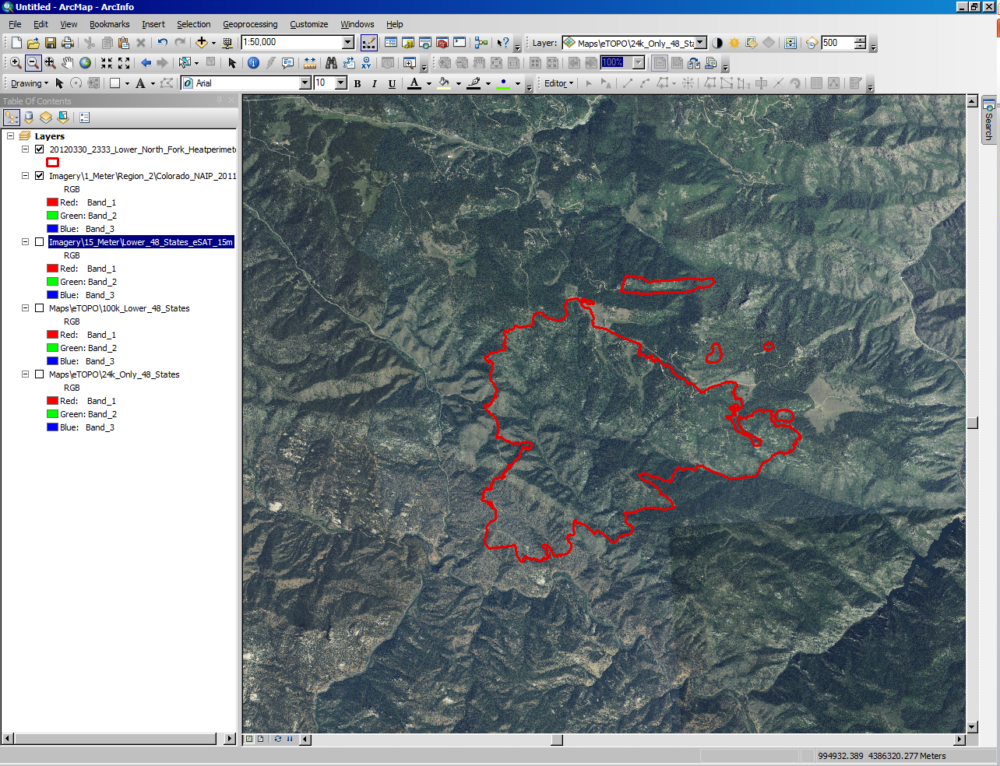 Untitled - ArcMap - ArcInfo
File Edit View Bookmarks Insert Selection Geoprocessing Customize Windows Help
1:50,000 Layer: Maps\eTOPO\24k_Only_48_Sta 500
100%
Drawing Arial 10 B I U A Editor
Table Of Contents
Layers
20120330_2333_Lower_North_Fork_Heatperimet
Imagery\1_Meter\Region_2\Colorado_NAIP_2011
RGB
Red: Band_1
Green: Band_2
Blue: Band_3
Imagery\15_Meter\Lower_48_States_eSAT_15m
RGB
Red: Band_1
Green: Band_2
Blue: Band_3
Maps\eTOPO\100k_Lower_48_States
RGB
Red: Band_1
Green: Band_2
Blue: Band_3
Maps\eTOPO\24k_Only_48_States
RGB
Red: Band_1
Green: Band_2
Blue: Band_3
Search
994932.389 4386320.277 Meters